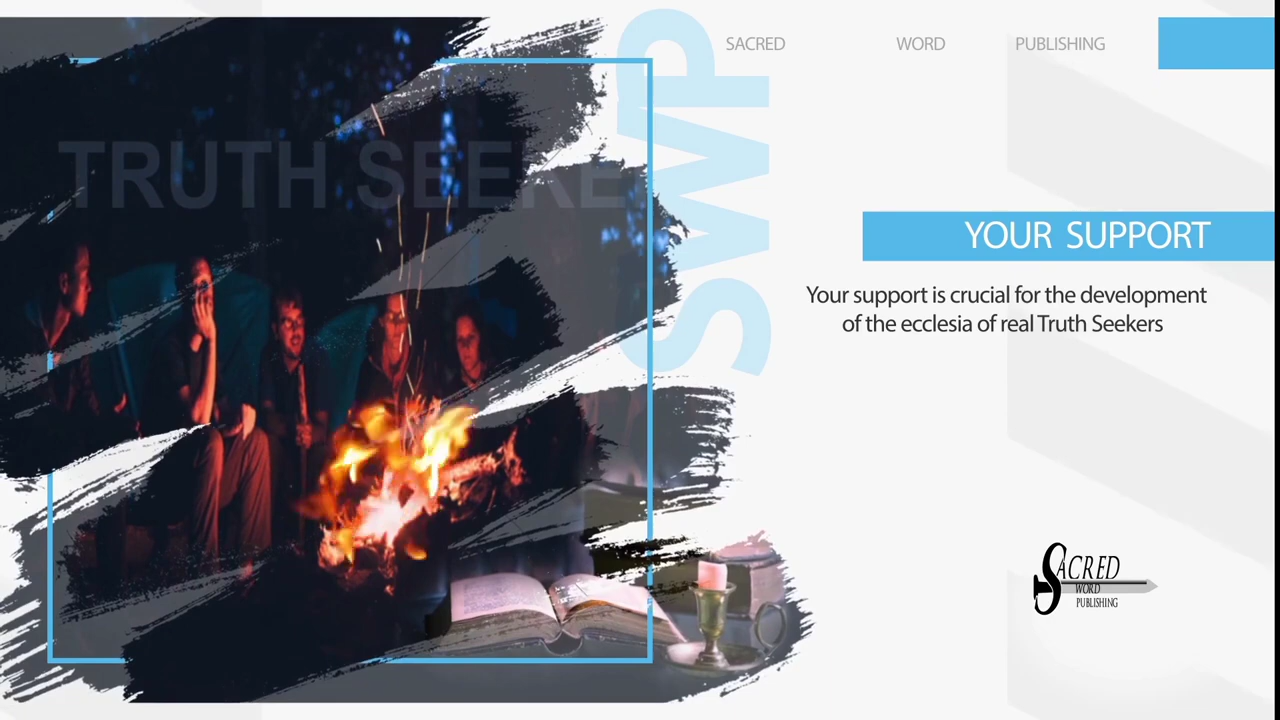 SACRED WORD PUBLISHING
SWP
TRUTH SEEKE
YOUR SUPPORT
Your support is crucial for the development
of the ecclesia of real Truth Seekers
SACRED
WORD
PUBLISHING